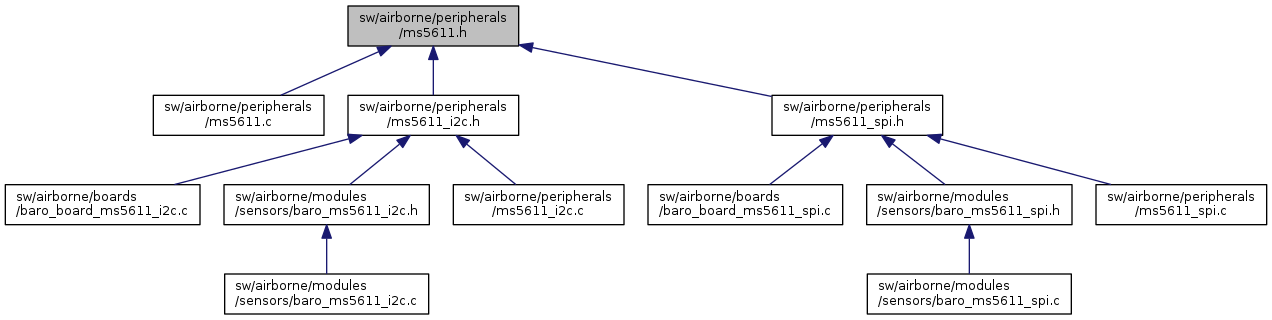 sw/airborne/peripherals
/ms5611.h
sw/airborne/peripherals
/ms5611.c
sw/airborne/peripherals
/ms5611_i2c.h
sw/airborne/peripherals
/ms5611_spi.h
sw/airborne/boards
/baro_board_ms5611_i2c.c
sw/airborne/modules
/sensors/baro_ms5611_i2c.h
sw/airborne/peripherals
/ms5611_i2c.c
sw/airborne/boards
/baro_board_ms5611_spi.c
sw/airborne/modules
/sensors/baro_ms5611_spi.h
sw/airborne/peripherals
/ms5611_spi.c
sw/airborne/modules
/sensors/baro_ms5611_i2c.c
sw/airborne/modules
/sensors/baro_ms5611_spi.c